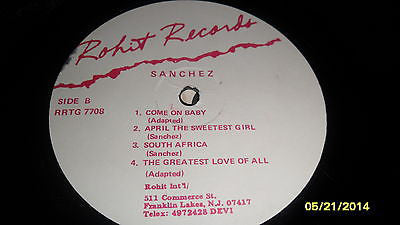 Rohit Records
SANCHEZ
SIDE B
RRTG 7708
1. COME ON BABY
(Adapted)
2. APRIL THE SWEETEST GIRL
(Sanchez)
3. SOUTH AFRICA
(Sanchez)
4. THE GREATEST LOVE OF ALL
(Adapted)
Rohit Int'l/
511 Commerce St.
Franklin Lakes, N.J. 07417
Telex: 4972428 DEVI
05/21/2014